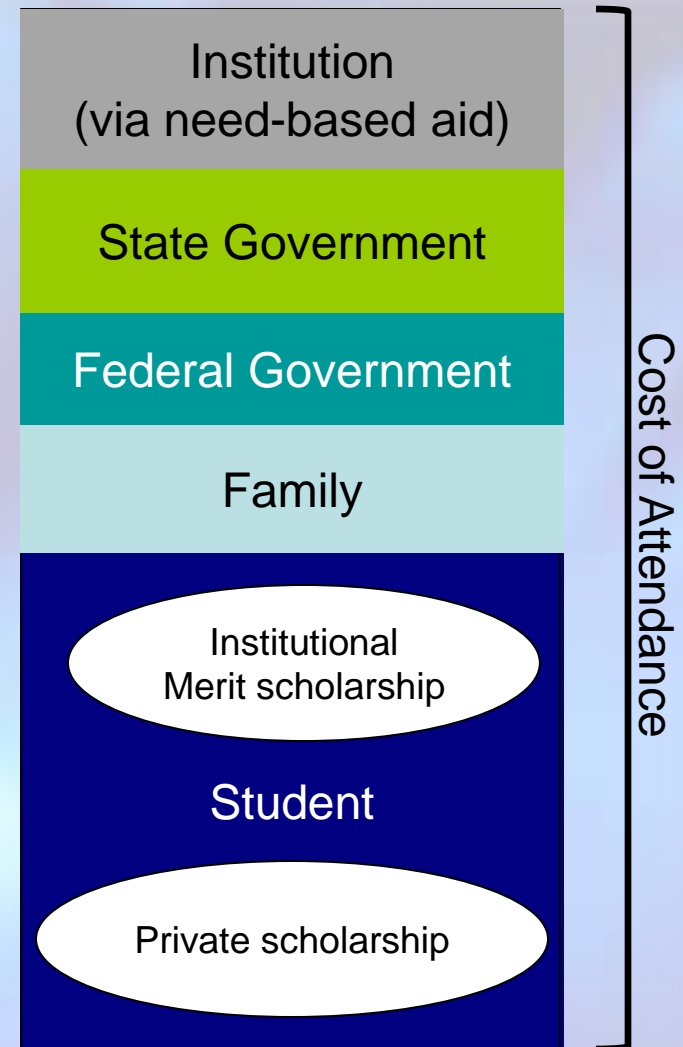 Institution
(via need-based aid)
State Government
Federal Government
Family
Institutional
Merit scholarship
Student
Private scholarship
Cost of Attendance